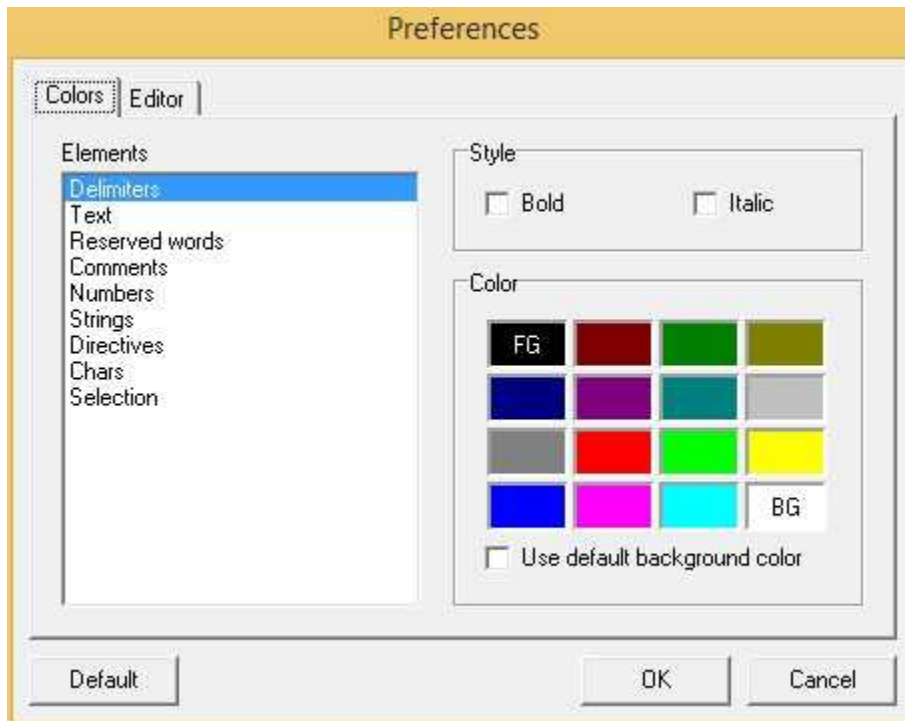 Preferences
Colors Editor
Elements
Delimiters
Text
Reserved words
Comments
Numbers
Strings
Directives
Chars
Selection
Style
Bold Italic
Color
FG
BG
Use default background color
Default OK Cancel